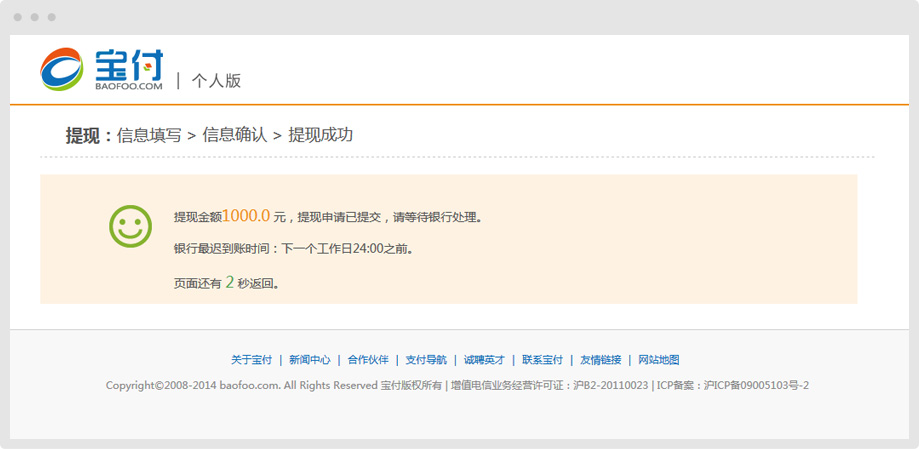 宝付
BAOFOO.COM
| 个人版
提现：信息填写 > 信息确认 > 提现成功
提现金额1000.0 元，提现申请已提交，请等待银行处理。
银行最迟到账时间：下一个工作日24:00之前。
页面还有 2 秒返回。
关于宝付 | 新闻中心 | 合作伙伴 | 支付导航 | 诚聘英才 | 联系宝付 | 友情链接 | 网站地图
Copyright©2008-2014 baofoo.com. All Rights Reserved 宝付版权所有 | 增值电信业务经营许可证：沪B2-20110023 | ICP备案：沪ICP备09005103号-2